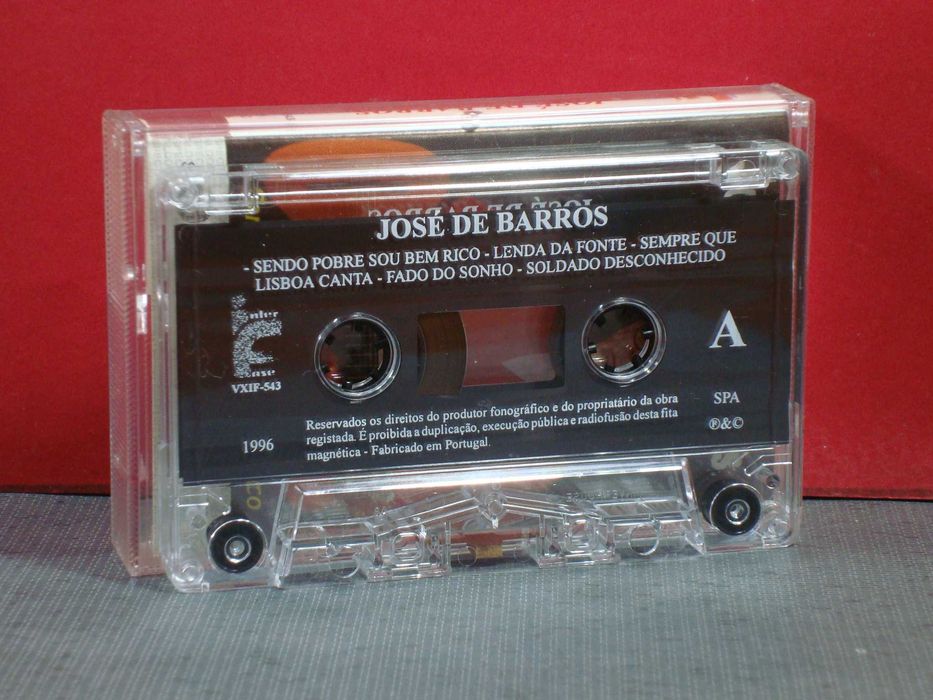 JOSÉ DE BARROS
- SENDO POBRE SOU BEM RICO - LENDA DA FONTE - SEMPRE QUE
LISBOA CANTA - FADO DO SONHO - SOLDADO DESCONHECIDO
VXIF-543
A
1996
Reservados os direitos do produtor fonográfico e do propriatário da obra
registada. É proibida a duplicação, execução pública e radiofusão desta fita
magnética - Fabricado em Portugal.
SPA
℗&©